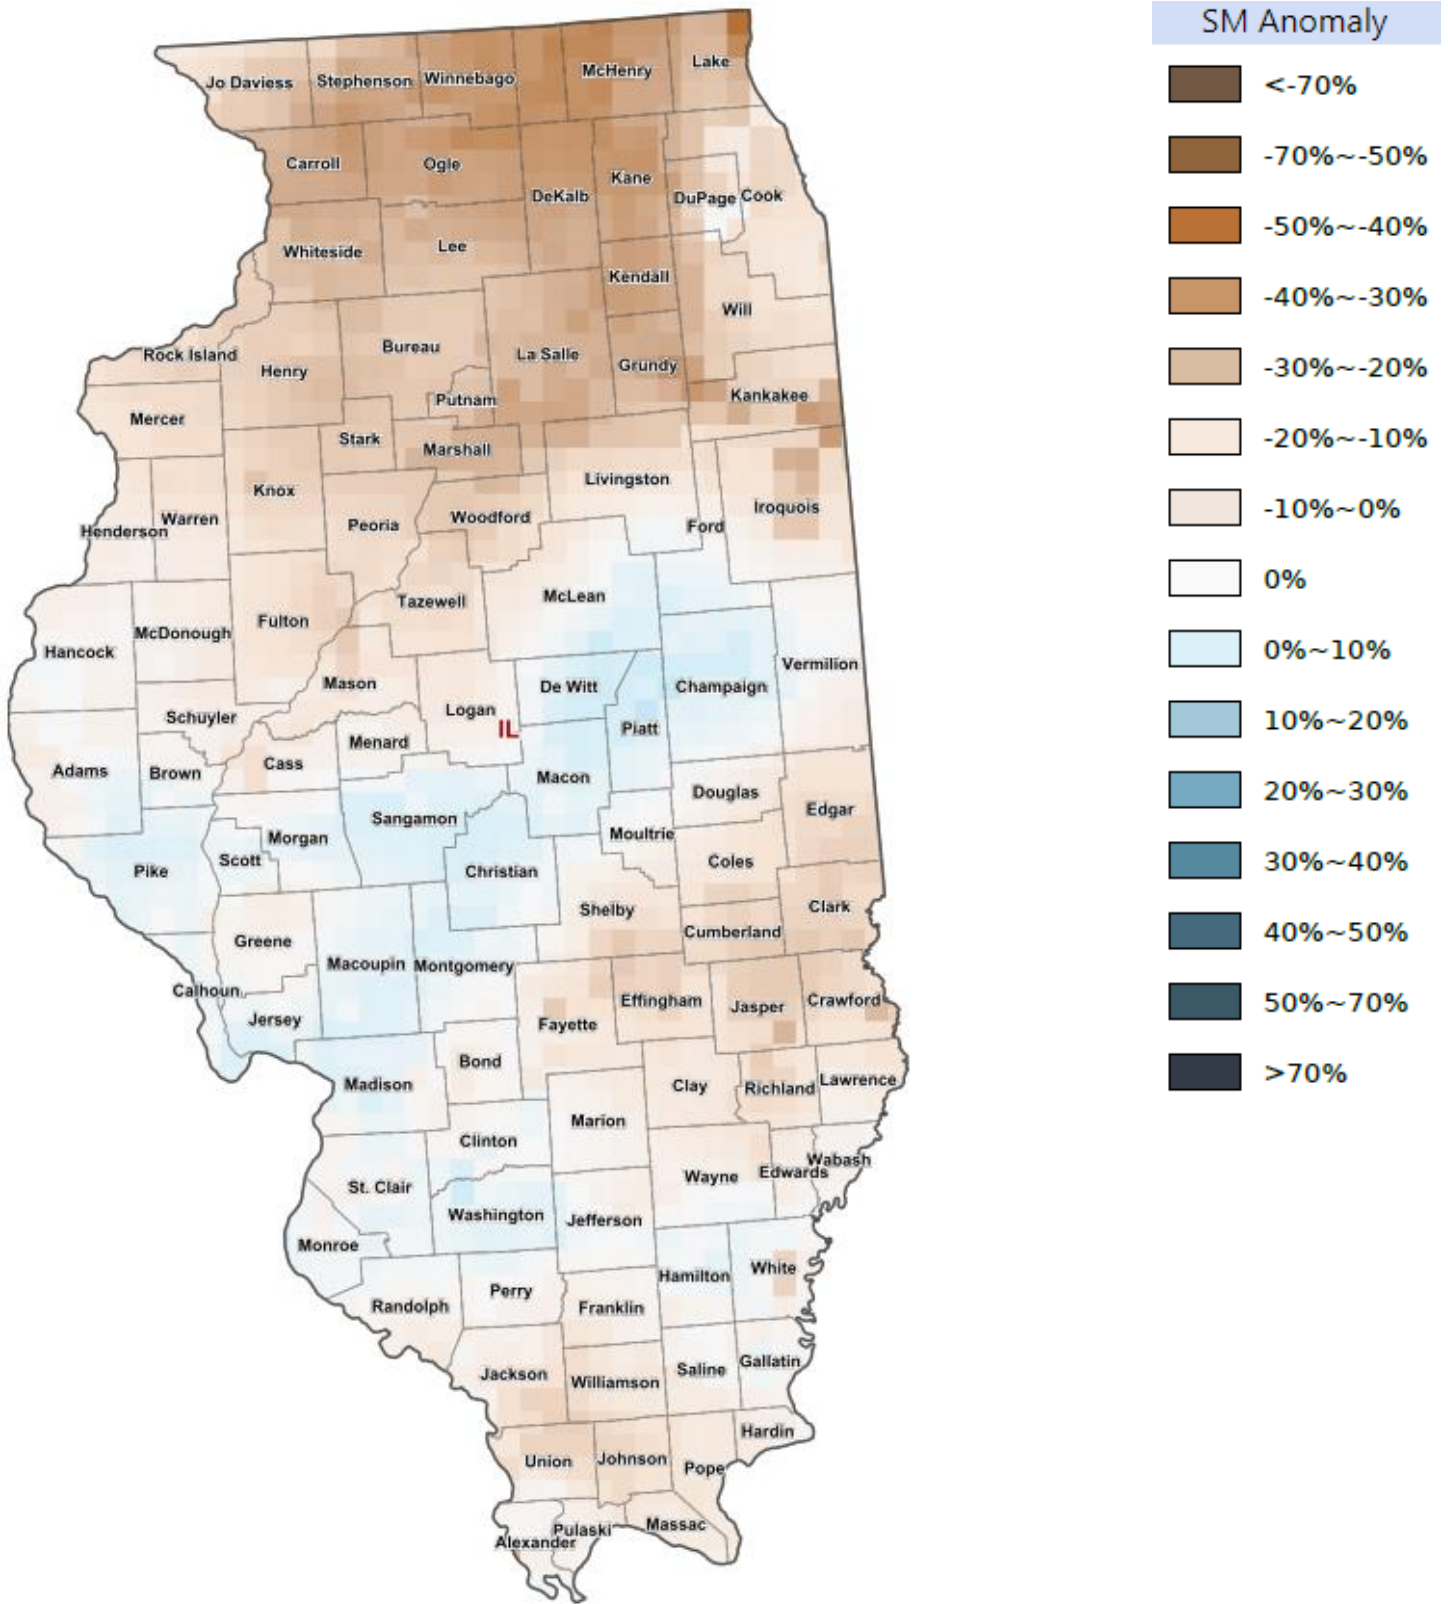 SM Anomaly
<-70%
-70%~-50%
-50%~-40%
-40%~-30%
-30%~-20%
-20%~-10%
-10%~0%
0%
0%~10%
10%~20%
20%~30%
30%~40%
40%~50%
50%~70%
>70%
Jo Daviess
Stephenson
Winnebago
McHenry
Lake
Carroll
Ogle
DeKalb
Kane
DuPage
Cook
Whiteside
Lee
Kendall
Will
Rock Island
Henry
Bureau
La Salle
Grundy
Putnam
Kankakee
Mercer
Stark
Marshall
Knox
Peoria
Woodford
Livingston
Ford
Iroquois
Henderson
Warren
Hancock
McDonough
Fulton
Tazewell
McLean
Mason
Logan
IL
De Witt
Piatt
Champaign
Vermilion
Schuyler
Menard
Adams
Brown
Cass
Macon
Douglas
Edgar
Sangamon
Morgan
Scott
Pike
Christian
Moultrie
Coles
Shelby
Cumberland
Clark
Greene
Macoupin
Montgomery
Calhoun
Jersey
Effingham
Jasper
Crawford
Fayette
Bond
Madison
Clay
Richland
Lawrence
Marion
Clinton
St. Clair
Washington
Jefferson
Wayne
Edwards
Wabash
Monroe
Randolph
Perry
Franklin
Hamilton
White
Jackson
Williamson
Saline
Gallatin
Union
Johnson
Pope
Hardin
Alexander
Pulaski
Massac